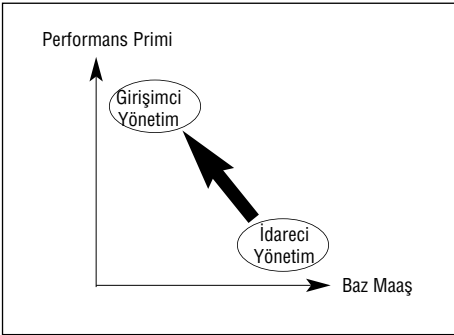 Performans Primi
Girişimci
Yönetim
İdareci
Yönetim
Baz Maaş